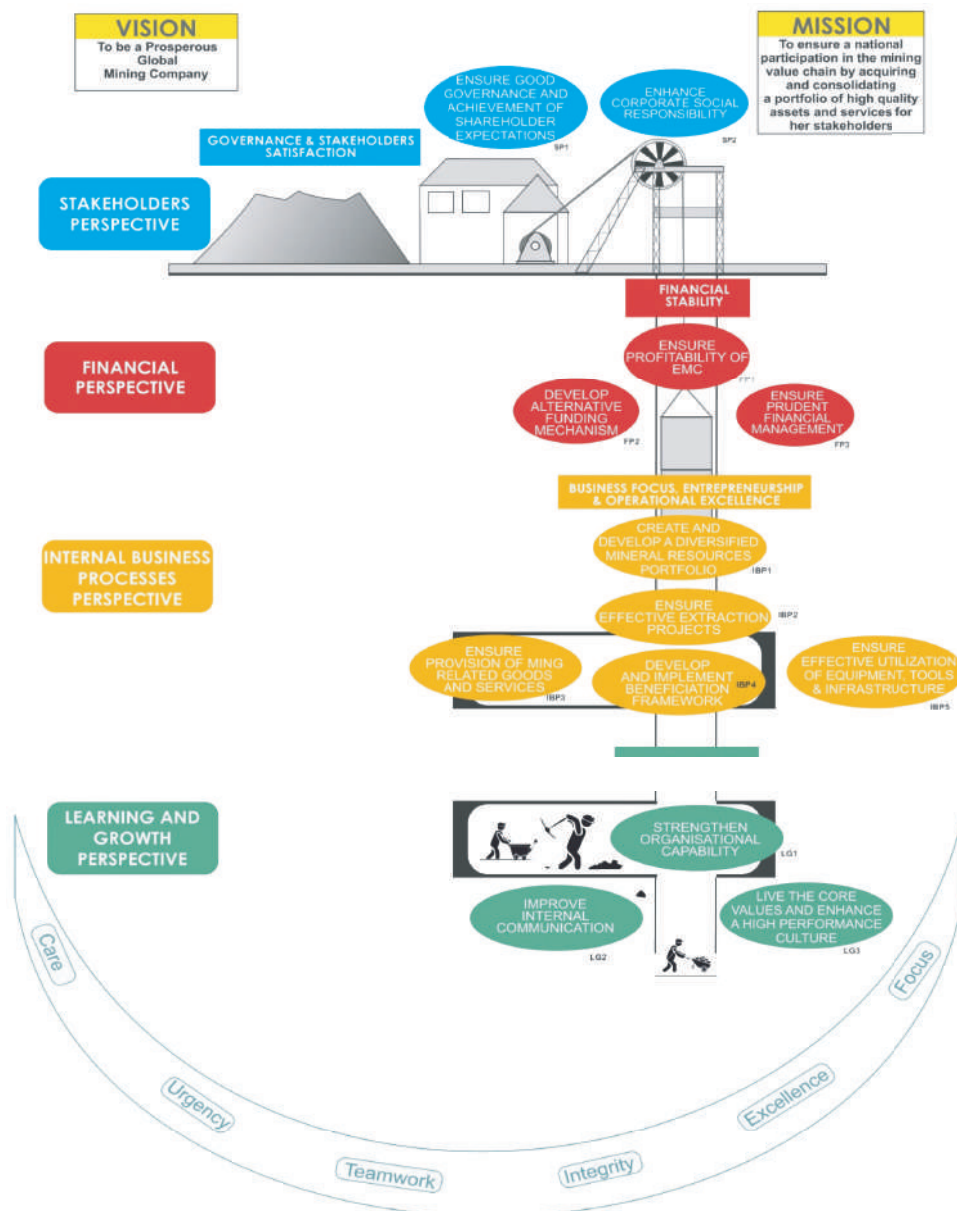 VISION
To be a Prosperous
Global
Mining Company
MISSION
To ensure a national
participation in the mining
value chain by acquiring
and consolidating
a portfolio of high quality
assets and services for
her stakeholders
ENSURE GOOD
GOVERNANCE AND
ACHIEVEMENT OF
SHAREHOLDER
EXPECTATIONS
SP1
ENHANCE
CORPORATE SOCIAL
RESPONSIBILITY
SP2
GOVERNANCE & STAKEHOLDERS
SATISFACTION
STAKEHOLDERS
PERSPECTIVE
FINANCIAL
STABILITY
FINANCIAL
PERSPECTIVE
ENSURE
PROFITABILITY OF
EMC
FP1
DEVELOP
ALTERNATIVE
FUNDING
MECHANISM
FP2
ENSURE
PRUDENT
FINANCIAL
MANAGEMENT
FP3
BUSINESS FOCUS, ENTREPRENEURSHIP
& OPERATIONAL EXCELLENCE
INTERNAL BUSINESS
PROCESSES
PERSPECTIVE
CREATE AND
DEVELOP A DIVERSIFIED
MINERAL RESOURCES
PORTFOLIO
IBP1
ENSURE
EFFECTIVE EXTRACTION
PROJECTS
IBP2
ENSURE
PROVISION OF MING
RELATED GOODS
AND SERVICES
IBP3
DEVELOP
AND IMPLEMENT
BENEFICIATION
FRAMEWORK
IBP4
ENSURE
EFFECTIVE UTILIZATION
OF EQUIPMENT, TOOLS
& INFRASTRUCTURE
IBP5
LEARNING AND
GROWTH
PERSPECTIVE
STRENGTHEN
ORGANISATIONAL
CAPABILITY
LG1
IMPROVE
INTERNAL
COMMUNICATION
LG2
LIVE THE CORE
VALUES AND ENHANCE
A HIGH PERFORMANCE
CULTURE
LG3
Care
Urgency
Teamwork
Integrity
Excellence
Focus